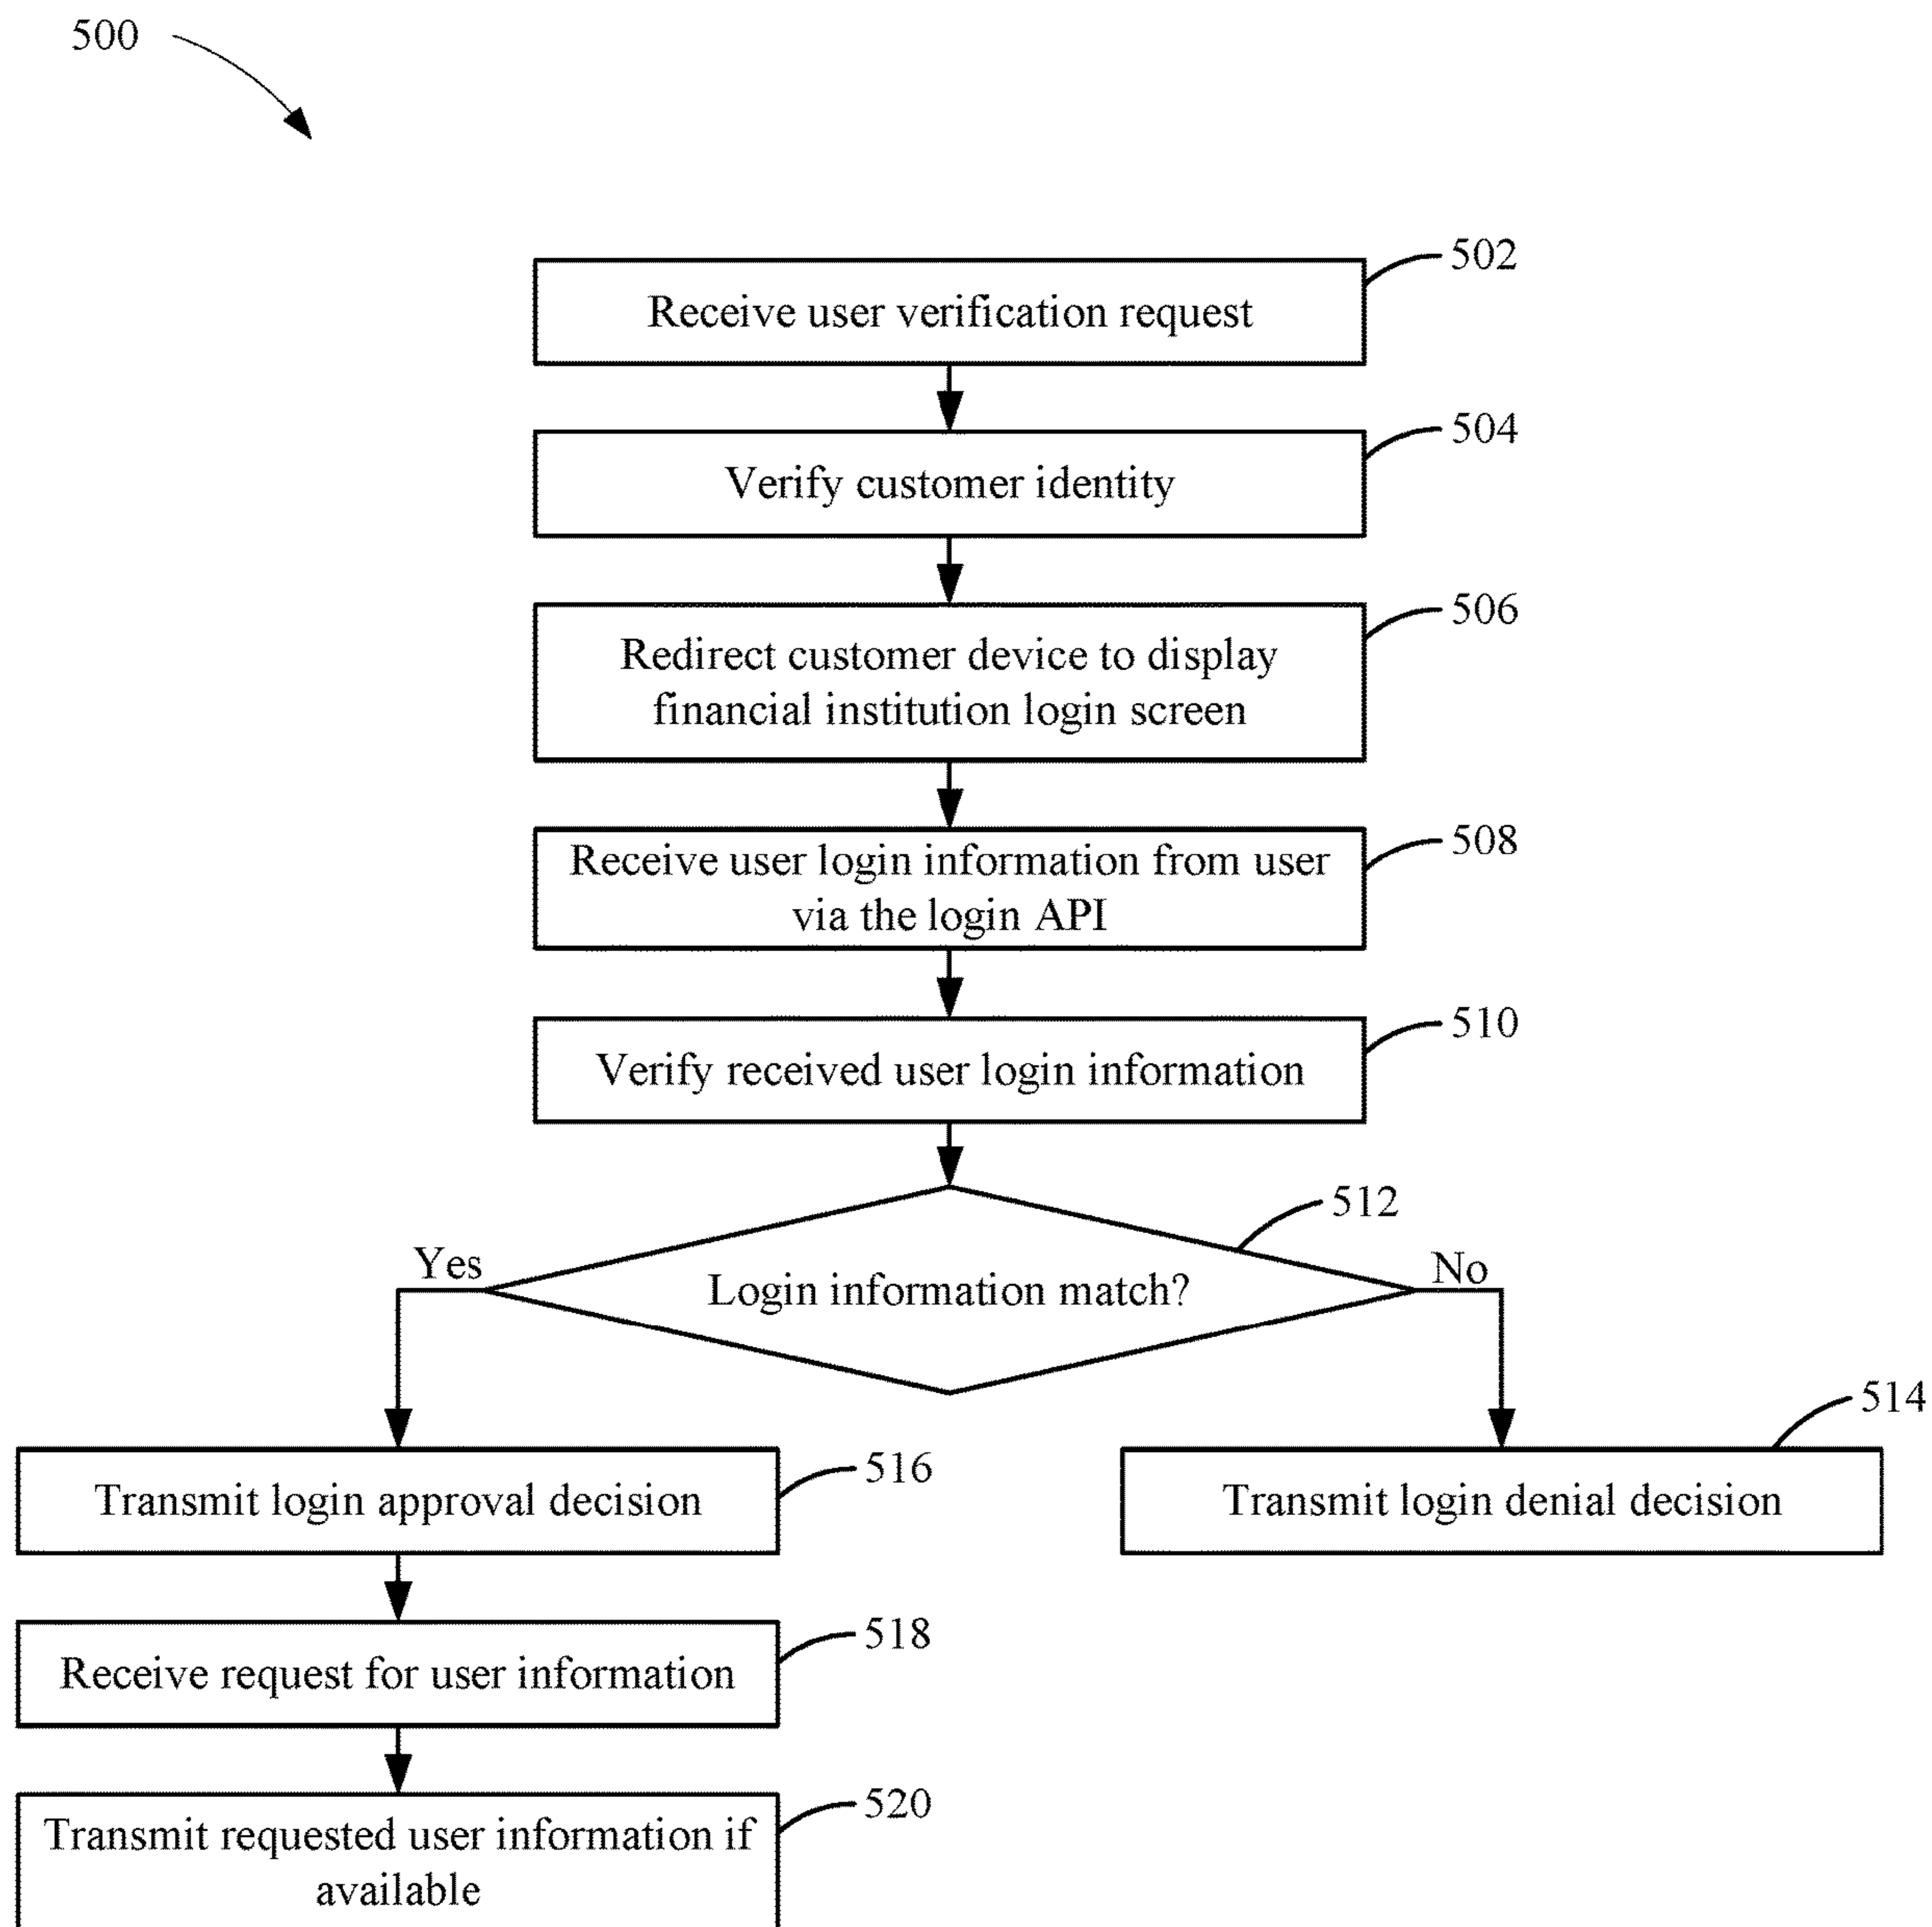 500
502
Receive user verification request
504
Verify customer identity
506
Redirect customer device to display
financial institution login screen
508
Receive user login information from user
via the login API
510
Verify received user login information
512
Yes
No
Login information match?
514
516
Transmit login approval decision
Transmit login denial decision
518
Receive request for user information
520
Transmit requested user information if
available